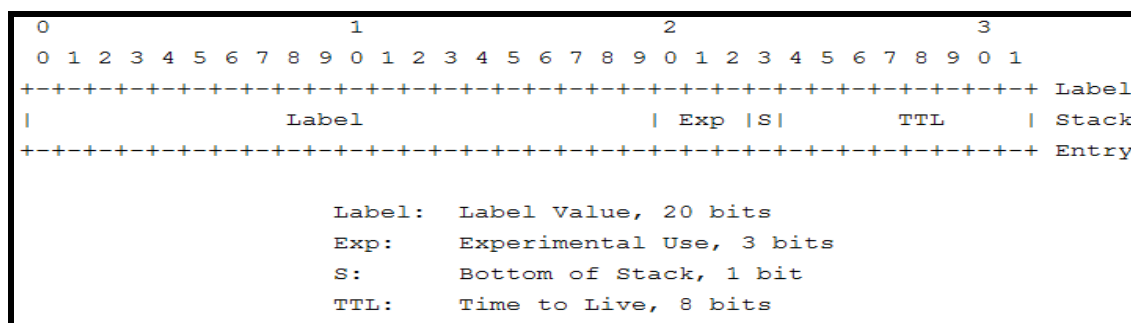 0                   1                   2                   3
0 1 2 3 4 5 6 7 8 9 0 1 2 3 4 5 6 7 8 9 0 1 2 3 4 5 6 7 8 9 0 1
+-+-+-+-+-+-+-+-+-+-+-+-+-+-+-+-+-+-+-+-+-+-+-+-+-+-+-+-+-+-+-+-+ Label
|                Label                  | Exp |S|       TTL     | Stack
+-+-+-+-+-+-+-+-+-+-+-+-+-+-+-+-+-+-+-+-+-+-+-+-+-+-+-+-+-+-+-+-+ Entry
Label:  Label Value, 20 bits
Exp:    Experimental Use, 3 bits
S:      Bottom of Stack, 1 bit
TTL:    Time to Live, 8 bits